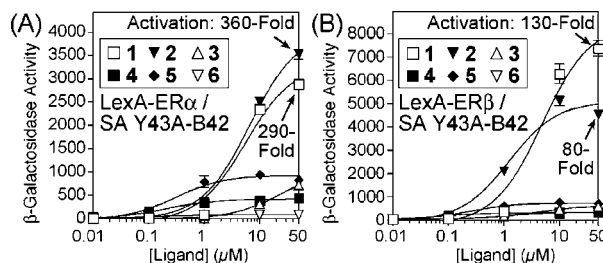 (A) Activation: 360-Fold
β-Galactosidase Activity
4000
3500
3000
2500
2000
1500
1000
500
0
1 2 3
4 5 6
LexA-ERα /
SA Y43A-B42
290-
Fold
0.01 0.1 1 10 50
[Ligand] (µM)
(B) Activation: 130-Fold
β-Galactosidase Activity
8000
7000
6000
5000
4000
3000
2000
1000
0
1 2 3
4 5 6
LexA-ERβ /
SA Y43A-B42
80-
Fold
0.01 0.1 1 10 50
[Ligand] (µM)